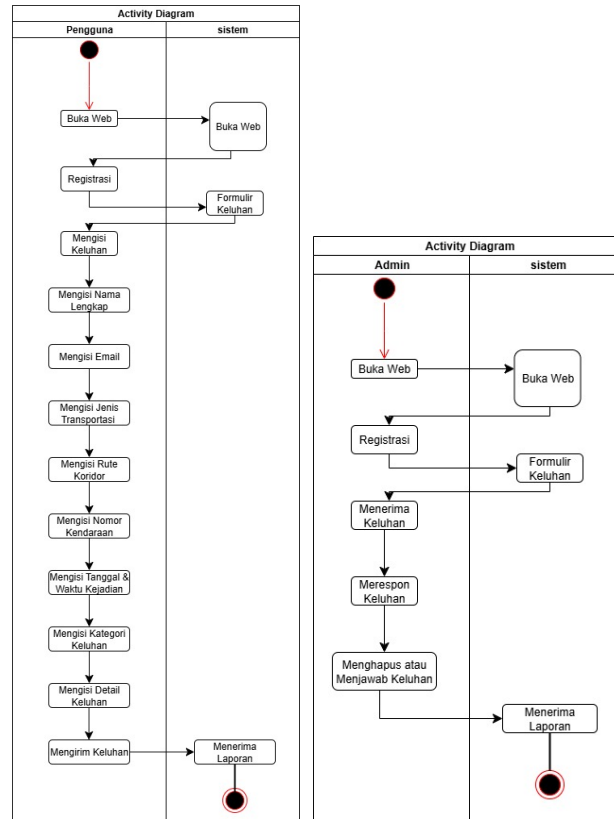 Activity Diagram
Pengguna
sistem
Buka Web
Buka Web
Registrasi
Formulir
Keluhan
Mengisi
Keluhan
Mengisi Nama
Lengkap
Mengisi Email
Mengisi Jenis
Transportasi
Mengisi Rute
Koridor
Mengisi Nomor
Kendaraan
Mengisi Tanggal &
Waktu Kejadian
Mengisi Kategori
Keluhan
Mengisi Detail
Keluhan
Mengirim Keluhan
Menerima
Laporan
Activity Diagram
Admin
sistem
Buka Web
Buka Web
Registrasi
Formulir
Keluhan
Menerima
Keluhan
Merespon
Keluhan
Menghapus atau
Menjawab Keluhan
Menerima
Laporan